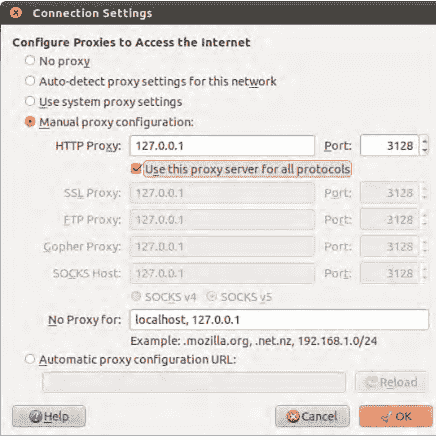 Connection Settings
Configure Proxies to Access the Internet
No proxy
Auto-detect proxy settings for this network
Use system proxy settings
Manual proxy configuration:
HTTP Proxy: 127.0.0.1 Port: 3128
Use this proxy server for all protocols
SSL Proxy: 127.0.0.1 Port: 3128
FTP Proxy: 127.0.0.1 Port: 3128
Gopher Proxy: 127.0.0.1 Port: 3128
SOCKS Host: 127.0.0.1 Port: 3128
SOCKS v4 SOCKS v5
No Proxy for: localhost, 127.0.0.1
Example: .mozilla.org, .net.nz, 192.168.1.0/24
Automatic proxy configuration URL:
Reload
Help Cancel OK